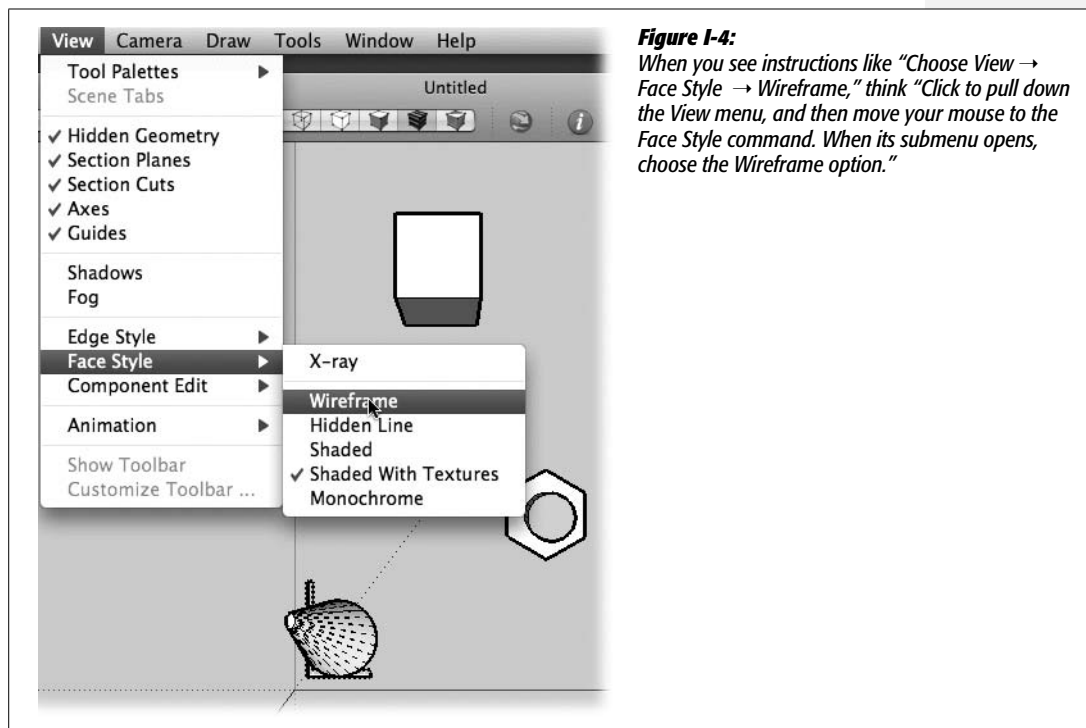 View Camera Draw Tools Window Help
Tool Palettes
Scene Tabs
Hidden Geometry
Section Planes
Section Cuts
Axes
Guides
Shadows
Fog
Edge Style
Face Style
Component Edit
Animation
Show Toolbar
Customize Toolbar ...
Untitled
X-ray
Wireframe
Hidden Line
Shaded
Shaded With Textures
Monochrome
Figure I-4:
When you see instructions like “Choose View →
Face Style → Wireframe,” think “Click to pull down
the View menu, and then move your mouse to the
Face Style command. When its submenu opens,
choose the Wireframe option.”